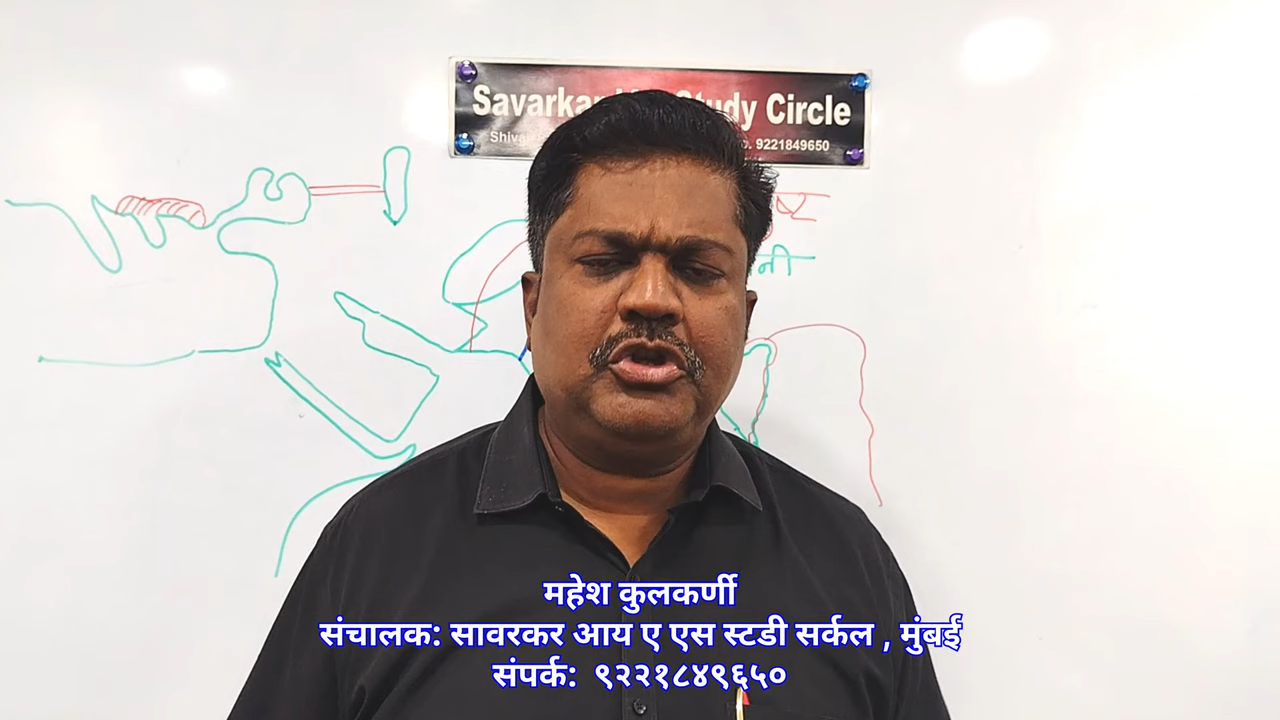 Savarkar Study Circle
9221849650
नी
महेश कुलकर्णी
संचालक: सावरकर आय ए एस स्टडी सर्कल , मुंबई
संपर्क: ९२२१८४९६५०